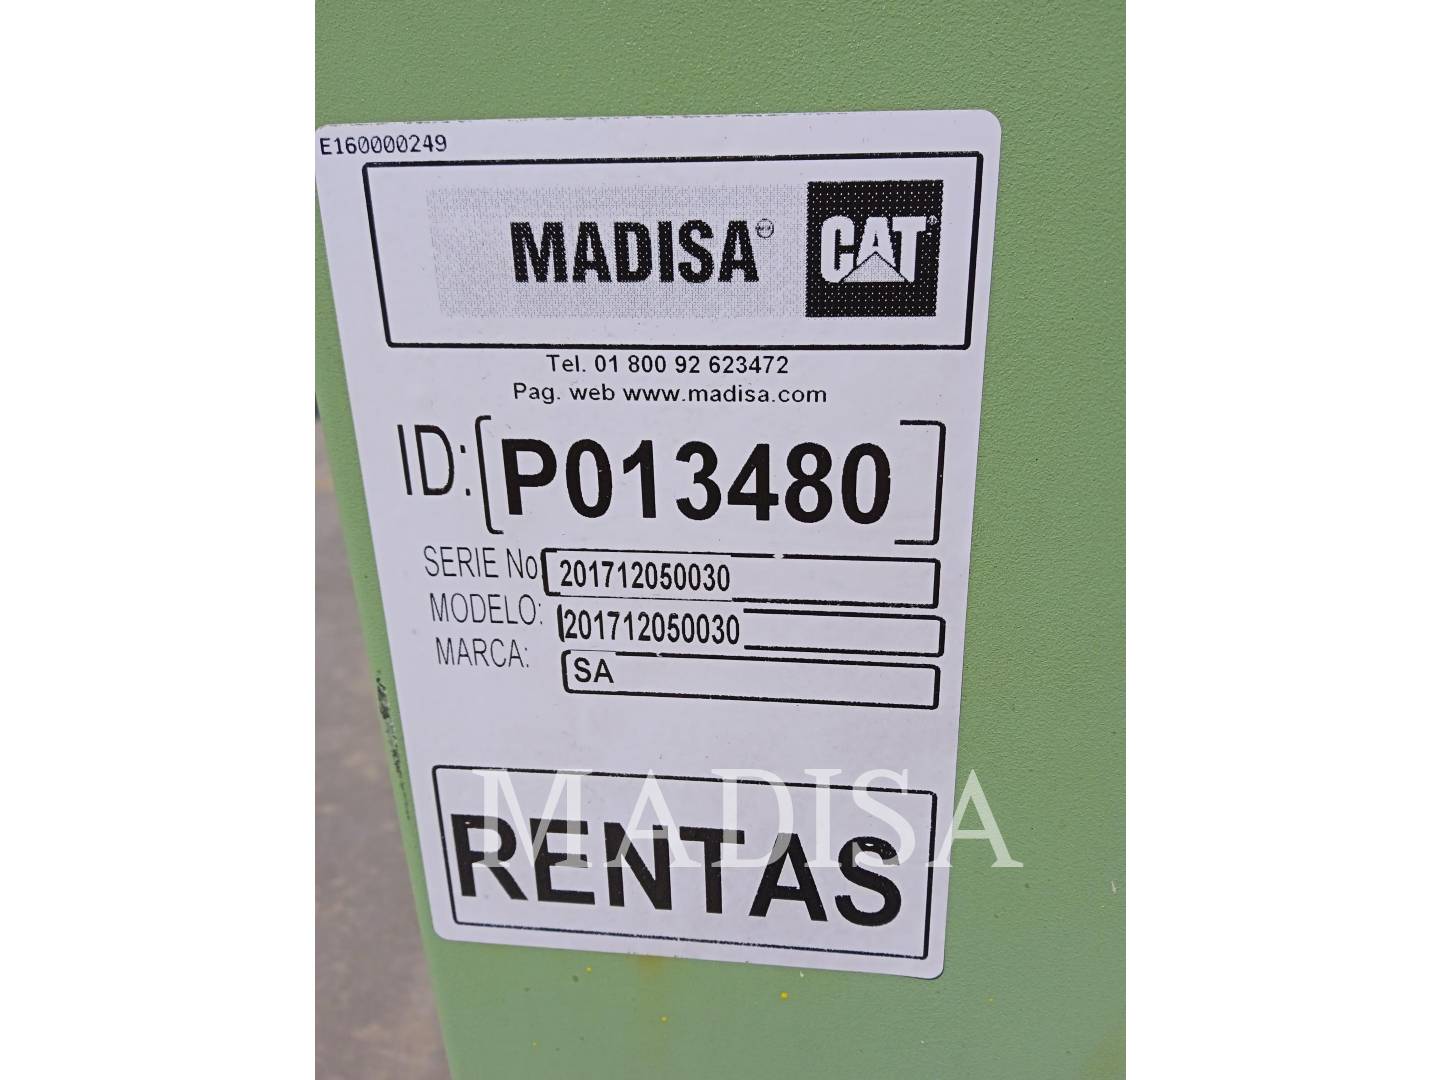 E160000249
MADISA® CAT®
Tel. 01 800 92 623472
Pag. web www.madisa.com
ID: P013480
SERIE No 201712050030
MODELO: 201712050030
MARCA: SA
MADISA
RENTAS